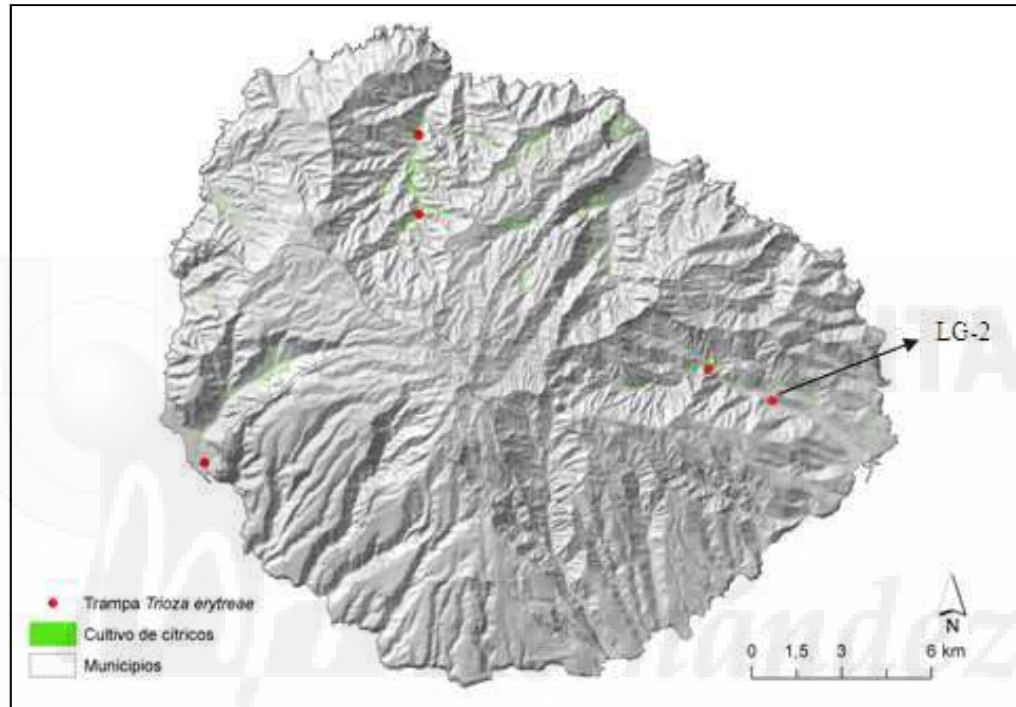 LG-2
Trampa Trioza erytreae
Cultivo de cítricos
Municipios
N
0 1,5 3 6 km